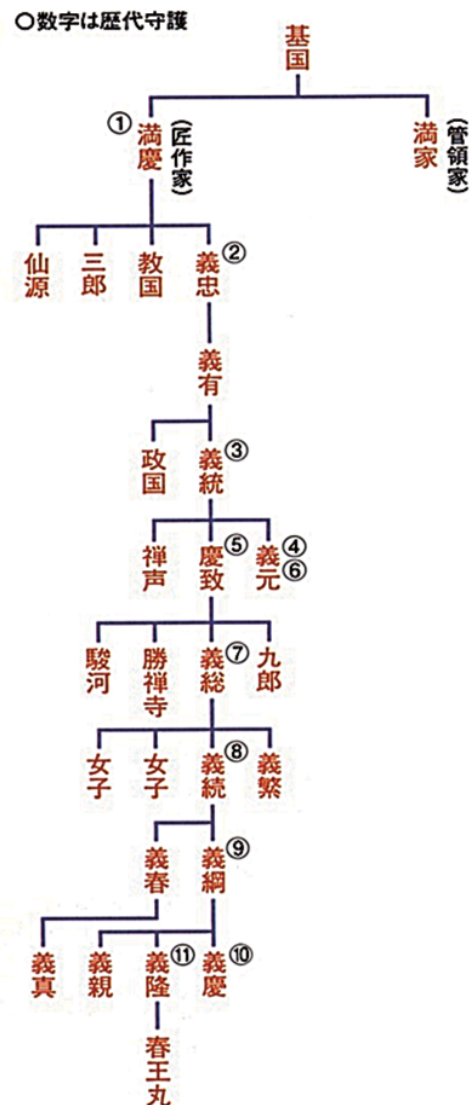 〇数字は歴代守護
基国
①満慶(匠作家)
満家(管領家)
仙源
三郎
教国
②義忠
義有
政国
③義統
禅声
⑤慶致
④⑥義元
駿河
勝禅寺
⑦義総
九郎
女子
女子
⑧義続
義繁
義春
⑨義綱
義真
義親
⑪義隆
⑩義慶
春王丸